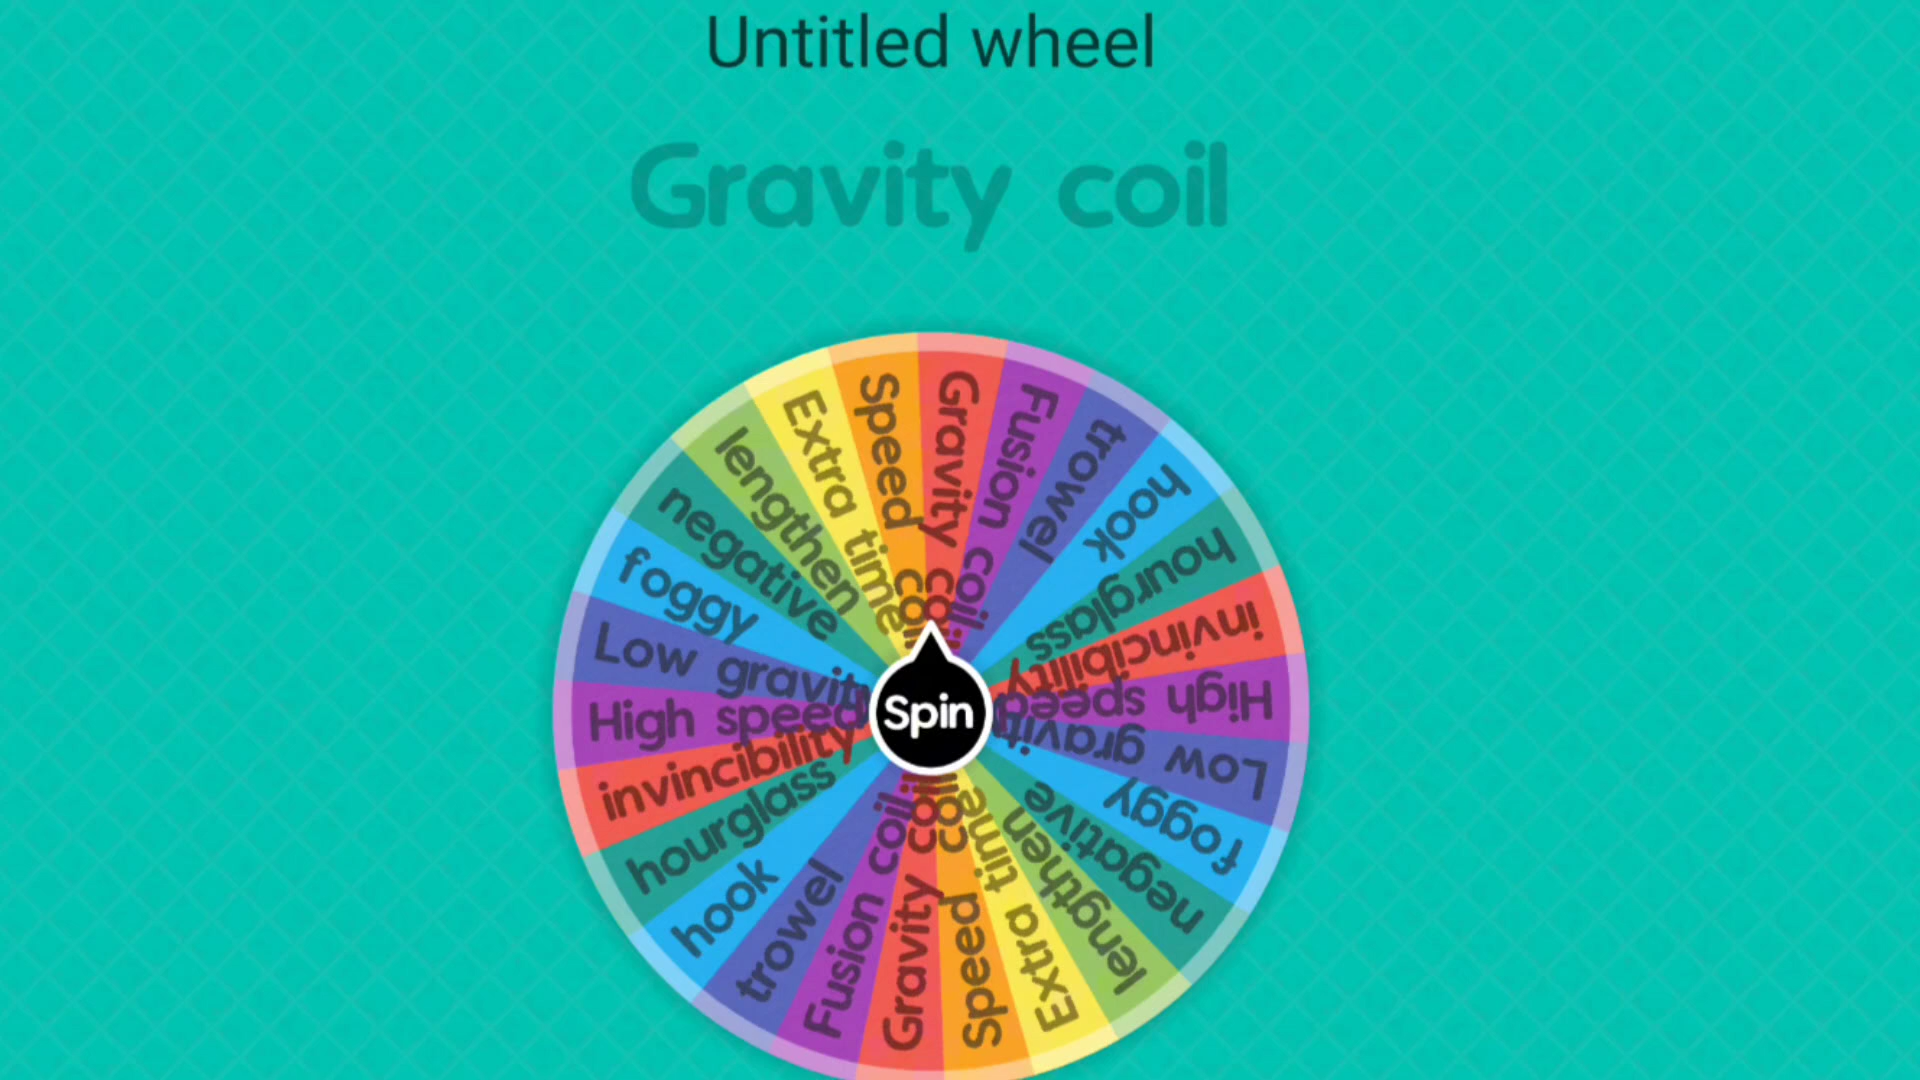 Untitled wheel
Gravity coil
Gravity coil
Fusion coil
trowel
hook
hourglass
invincibility
High speed
Low gravity
foggy
negative
lengthen
Extra time
Speed coil
Gravity coil
Fusion coil
trowel
hook
hourglass
invincibility
High speed
Low gravity
foggy
negative
lengthen
Extra time
Speed coil
Spin